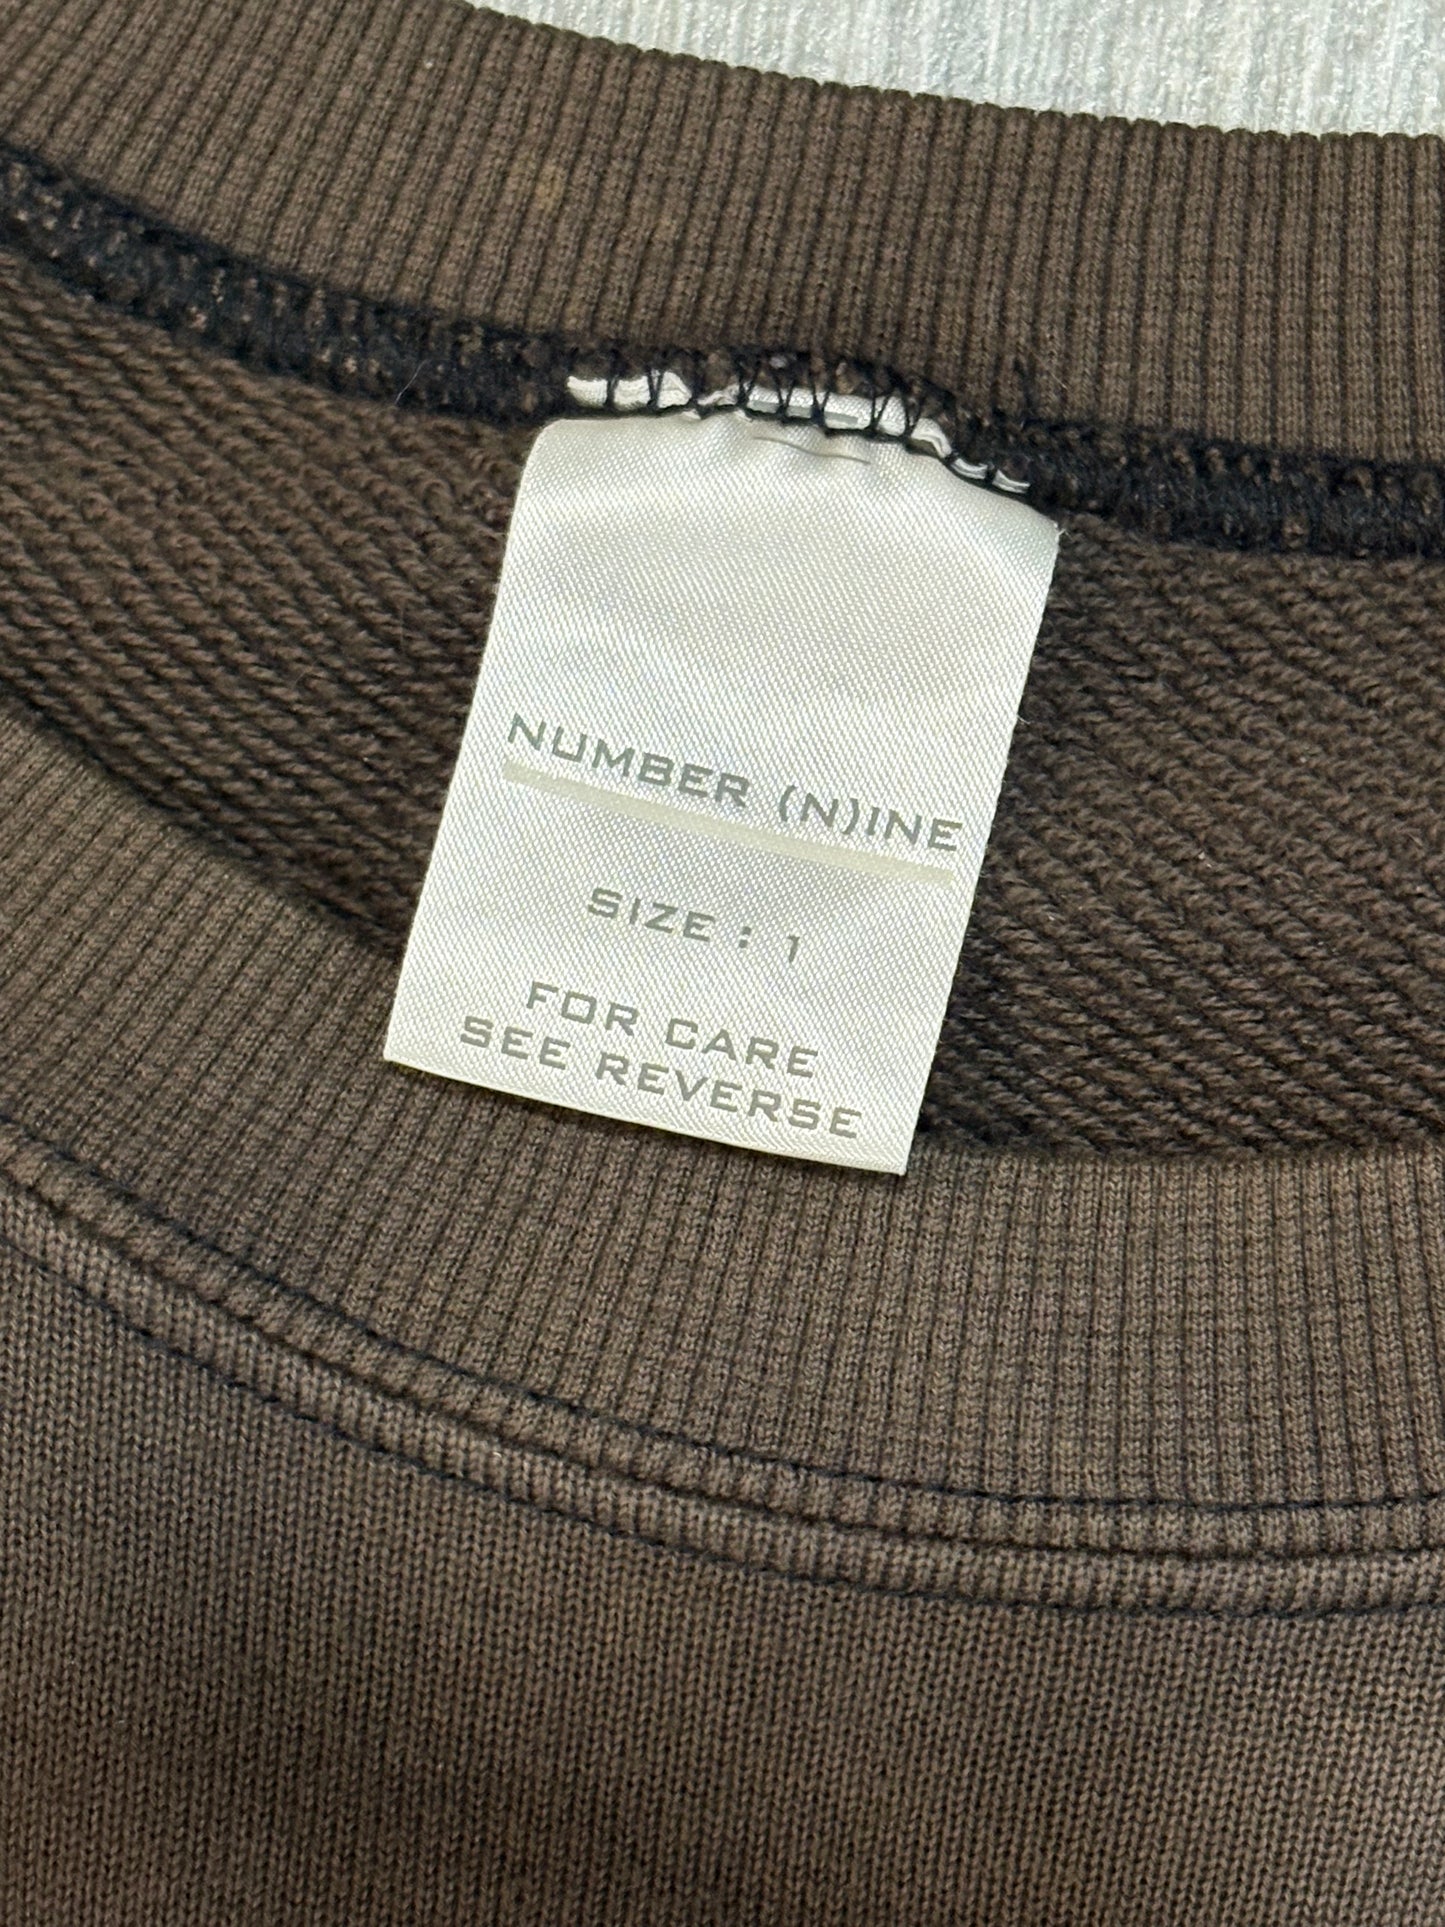 NUMBER (N)INE
SIZE : 1
FOR CARE
SEE REVERSE